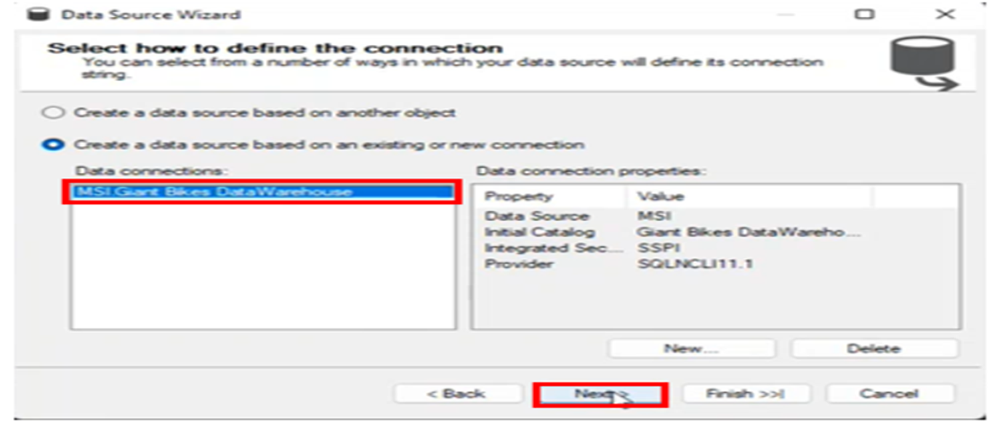 Data Source Wizard
Select how to define the connection
You can select from a number of ways in which your data source will define its connection
string.
Create a data source based on another object
Create a data source based on an existing or new connection
Data connections:
Data connection properties:
MSI.Giant Bikes DataWarehouse
Property Value
Data Source MSI
Initial Catalog Giant Bikes DataWareho...
Integrated Sec... SSPI
Provider SQLNCLI11.1
New... Delete
< Back Next > Finish >>| Cancel